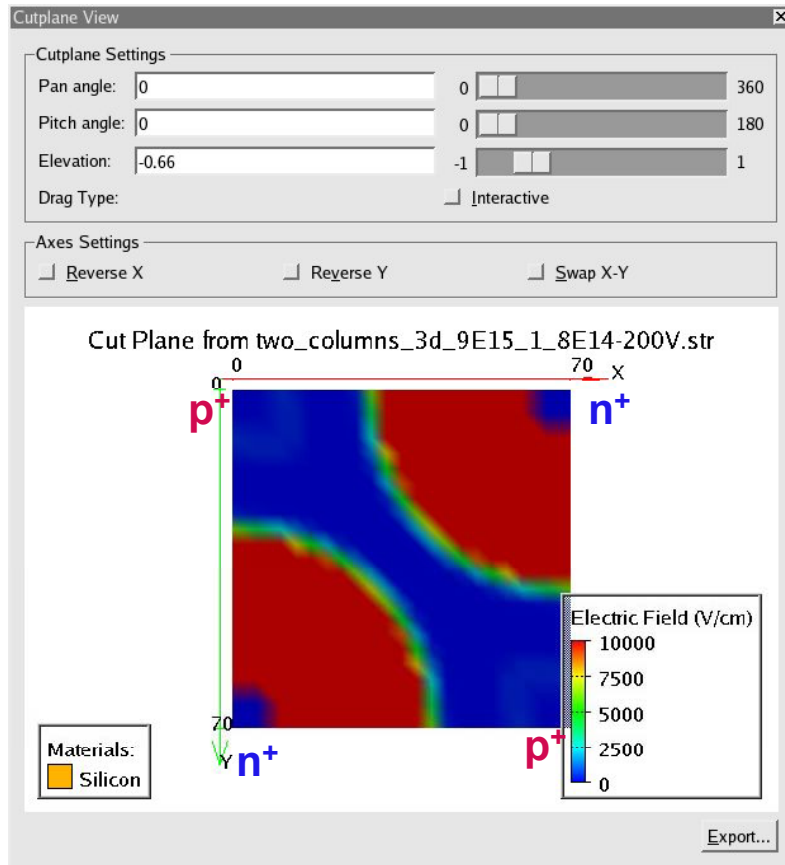 Cutplane View
Cutplane Settings
Pan angle: 0 0 360
Pitch angle: 0 0 180
Elevation: -0.66 -1 1
Drag Type: Interactive
Axes Settings
Reverse X Reverse Y Swap X-Y
Cut Plane from two_columns_3d_9E15_1_8E14-200V.str
0 70 X
0
p+ n+
Electric Field (V/cm)
10000
7500
5000
2500
0
70
Y n+ p+
Materials:
Silicon
Export...